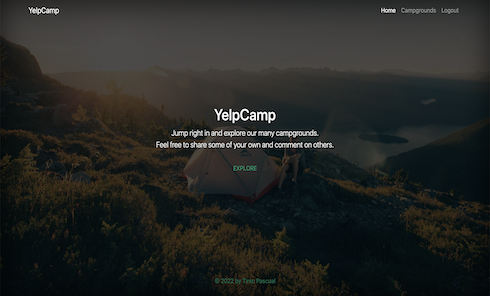 YelpCamp
Home Campgrounds Logout
YelpCamp
Jump right in and explore our many campgrounds.
Feel free to share some of your own and comment on others.
EXPLORE
© 2022 by Timo Pascual